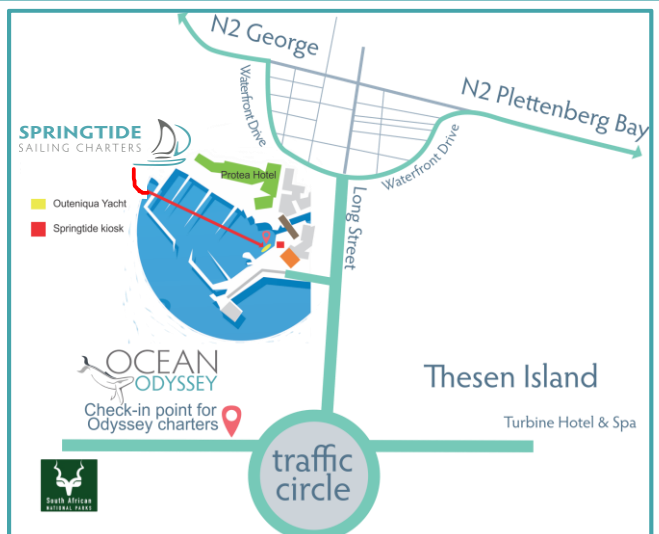 N2 George
N2 Plettenberg Bay
Waterfront Drive
Waterfront Drive
SPRINGTIDE
SAILING CHARTERS
Protea Hotel
Outeniqua Yacht
Springtide kiosk
Long Street
OCEAN
ODYSSEY
Check-in point for
Odyssey charters
Thesen Island
Turbine Hotel & Spa
traffic
circle
South African
NATIONAL PARKS